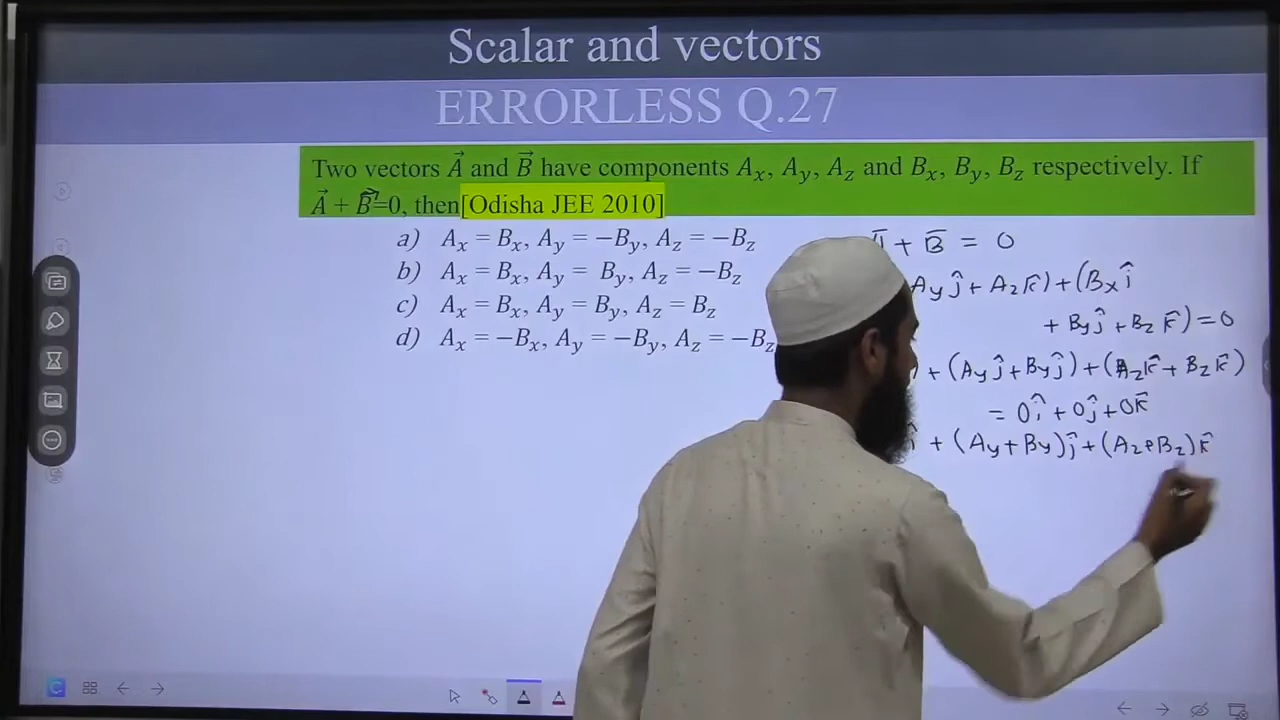 Scalar and vectors
ERRORLESS Q.27
Two vectors A⃗ and B⃗ have components Aₓ, A_y, A_z and Bₓ, B_y, B_z respectively. If
A⃗ + B⃗=0, then[Odisha JEE 2010]
a) Aₓ = Bₓ, A_y = −B_y, A_z = −B_z
b) Aₓ = Bₓ, A_y = B_y, A_z = −B_z
c) Aₓ = Bₓ, A_y = B_y, A_z = B_z
d) Aₓ = −Bₓ, A_y = −B_y, A_z = −B_z
+ B̄ = 0
A_y ĵ + A_z k̂) + (Bₓ î
+ B_y ĵ + B_z k̂) = 0
+ (A_y ĵ + B_y ĵ) + (A_z k̂ + B_z k̂)
= 0î + 0ĵ + 0k̂
+ (A_y + B_y)ĵ + (A_z + B_z)k̂